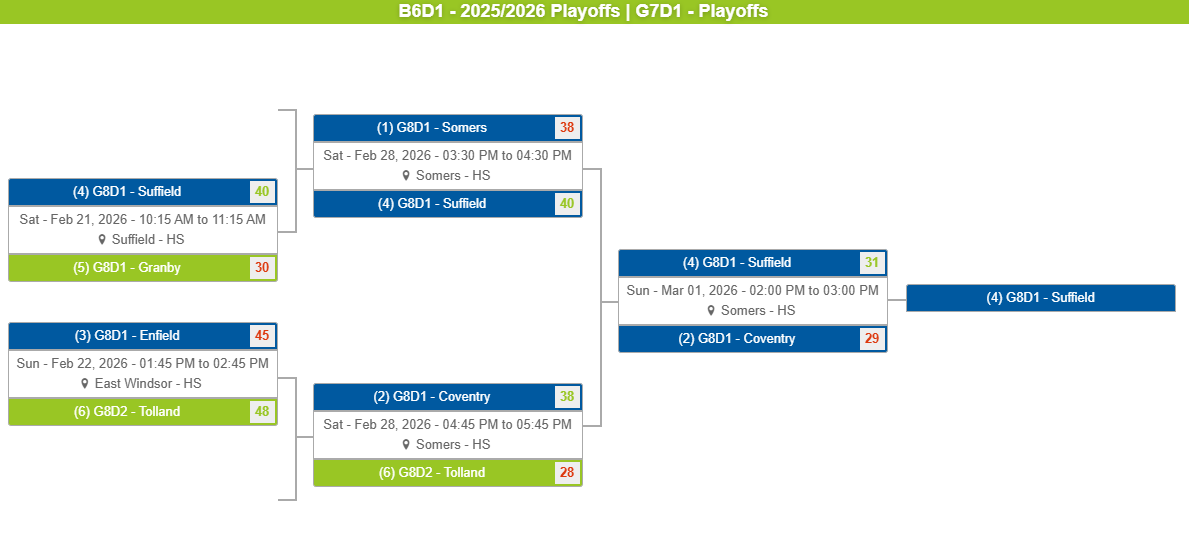 B6D1 - 2025/2026 Playoffs | G7D1 - Playoffs
(4) G8D1 - Suffield 40
Sat - Feb 21, 2026 - 10:15 AM to 11:15 AM
Suffield - HS
(5) G8D1 - Granby 30
(3) G8D1 - Enfield 45
Sun - Feb 22, 2026 - 01:45 PM to 02:45 PM
East Windsor - HS
(6) G8D2 - Tolland 48
(1) G8D1 - Somers 38
Sat - Feb 28, 2026 - 03:30 PM to 04:30 PM
Somers - HS
(4) G8D1 - Suffield 40
(2) G8D1 - Coventry 38
Sat - Feb 28, 2026 - 04:45 PM to 05:45 PM
Somers - HS
(6) G8D2 - Tolland 28
(4) G8D1 - Suffield 31
Sun - Mar 01, 2026 - 02:00 PM to 03:00 PM
Somers - HS
(2) G8D1 - Coventry 29
(4) G8D1 - Suffield